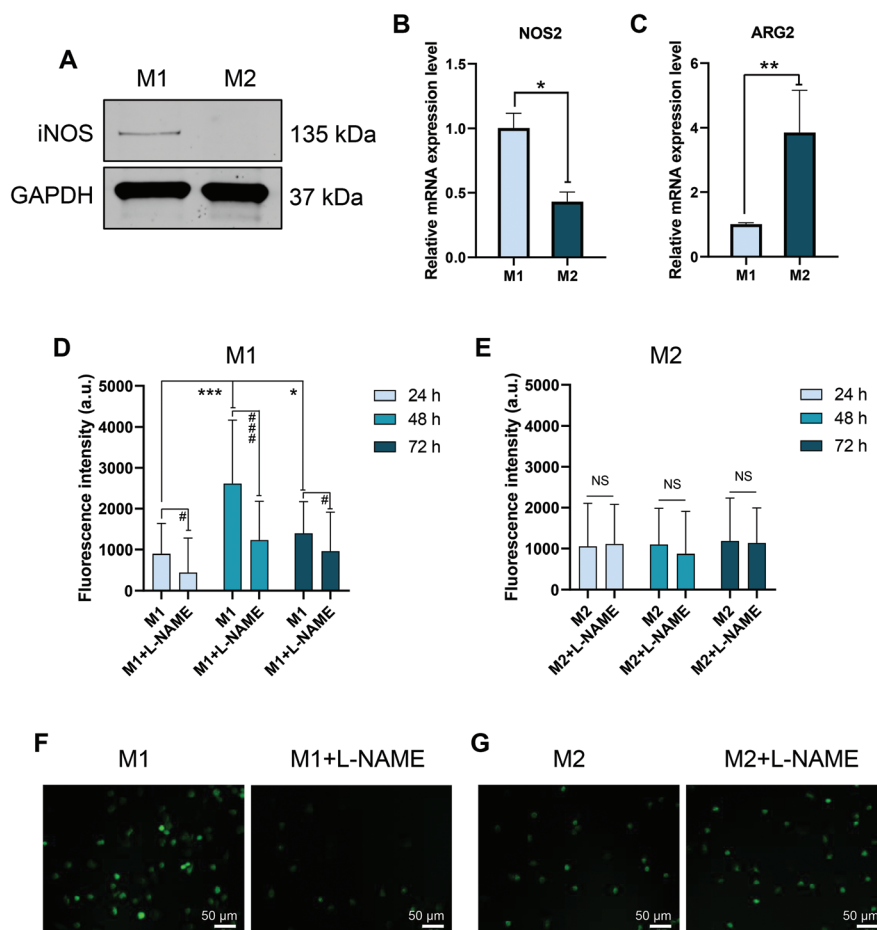 A
M1 M2
iNOS 135 kDa
GAPDH 37 kDa
B
NOS2
Relative mRNA expression level
1.5
1.0
0.5
0.0
*
M1 M2
C
ARG2
Relative mRNA expression level
6
4
2
0
**
M1 M2
D
M1
Fluorescence intensity (a.u.)
5000
4000
3000
2000
1000
0
*** *
# ### #
M1 M1+L-NAME M1 M1+L-NAME M1 M1+L-NAME
24 h
48 h
72 h
E
M2
Fluorescence intensity (a.u.)
5000
4000
3000
2000
1000
0
NS NS NS
M2 M2+L-NAME M2 M2+L-NAME M2 M2+L-NAME
24 h
48 h
72 h
F
M1 M1+L-NAME
50 µm 50 µm
G
M2 M2+L-NAME
50 µm 50 µm